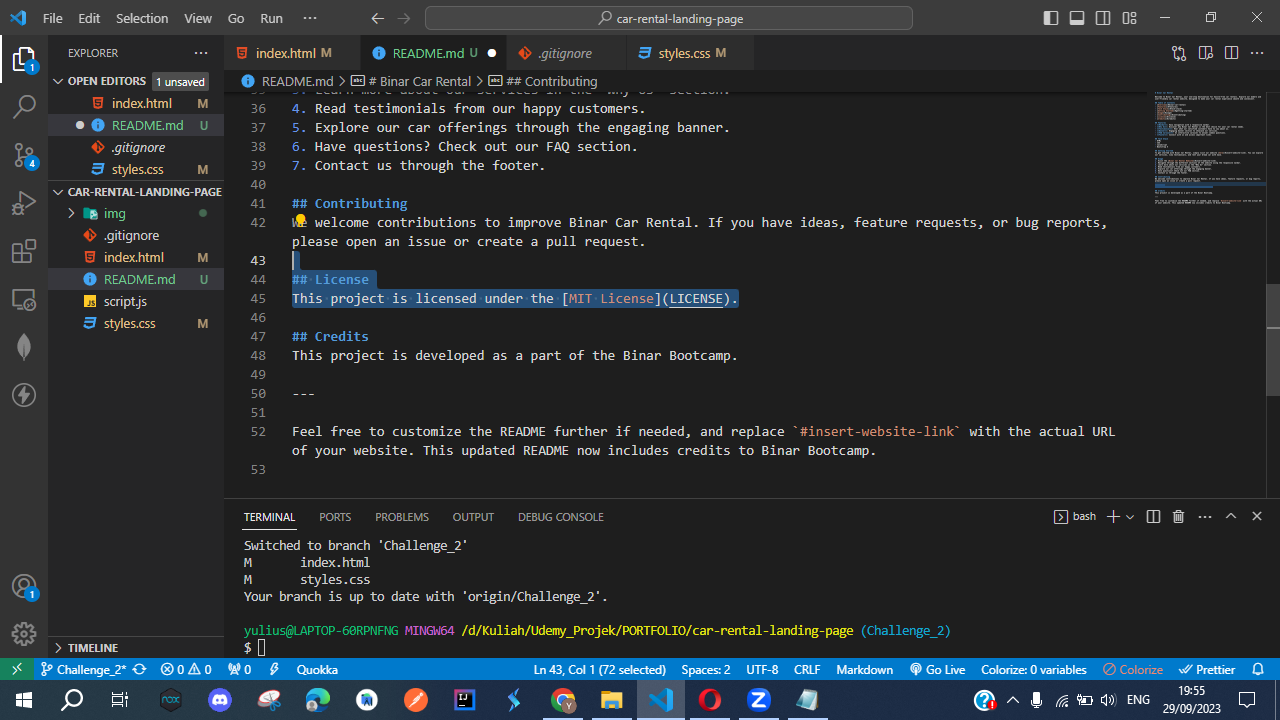 File Edit Selection View Go Run ··· car-rental-landing-page
EXPLORER ···
OPEN EDITORS 1 unsaved
index.html M
README.md U
.gitignore
styles.css M
CAR-RENTAL-LANDING-PAGE
img
.gitignore
index.html M
README.md U
script.js
styles.css M
TIMELINE
1
4
1
index.html M README.md U .gitignore styles.css M
README.md > # Binar Car Rental > ## Contributing
36 4. Read testimonials from our happy customers.
37 5. Explore our car offerings through the engaging banner.
38 6. Have questions? Check out our FAQ section.
39 7. Contact us through the footer.
40
41 ## Contributing
42 We welcome contributions to improve Binar Car Rental. If you have ideas, feature requests, or bug reports,
please open an issue or create a pull request.
43
44 ## License
45 This project is licensed under the [MIT License](LICENSE).
46
47 ## Credits
48 This project is developed as a part of the Binar Bootcamp.
49
50 ---
51
52 Feel free to customize the README further if needed, and replace `#insert-website-link` with the actual URL
of your website. This updated README now includes credits to Binar Bootcamp.
53
TERMINAL PORTS PROBLEMS OUTPUT DEBUG CONSOLE bash
Switched to branch 'Challenge_2'
M index.html
M styles.css
Your branch is up to date with 'origin/Challenge_2'.
yulius@LAPTOP-60RPNFNG MINGW64 /d/Kuliah/Udemy_Projek/PORTFOLIO/car-rental-landing-page (Challenge_2)
$
Challenge_2* 0 0 0 Quokka Ln 43, Col 1 (72 selected) Spaces: 2 UTF-8 CRLF Markdown Go Live Colorize: 0 variables Colorize Prettier
ENG 19:55
29/09/2023